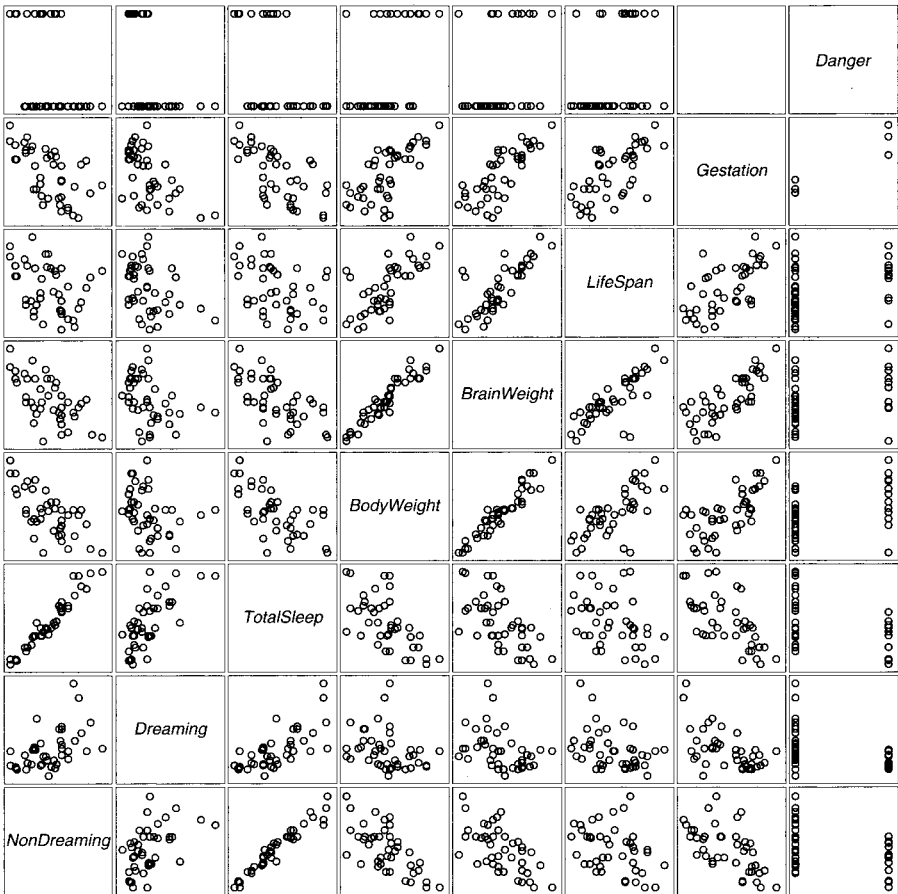 Danger
Gestation
LifeSpan
BrainWeight
BodyWeight
TotalSleep
Dreaming
NonDreaming